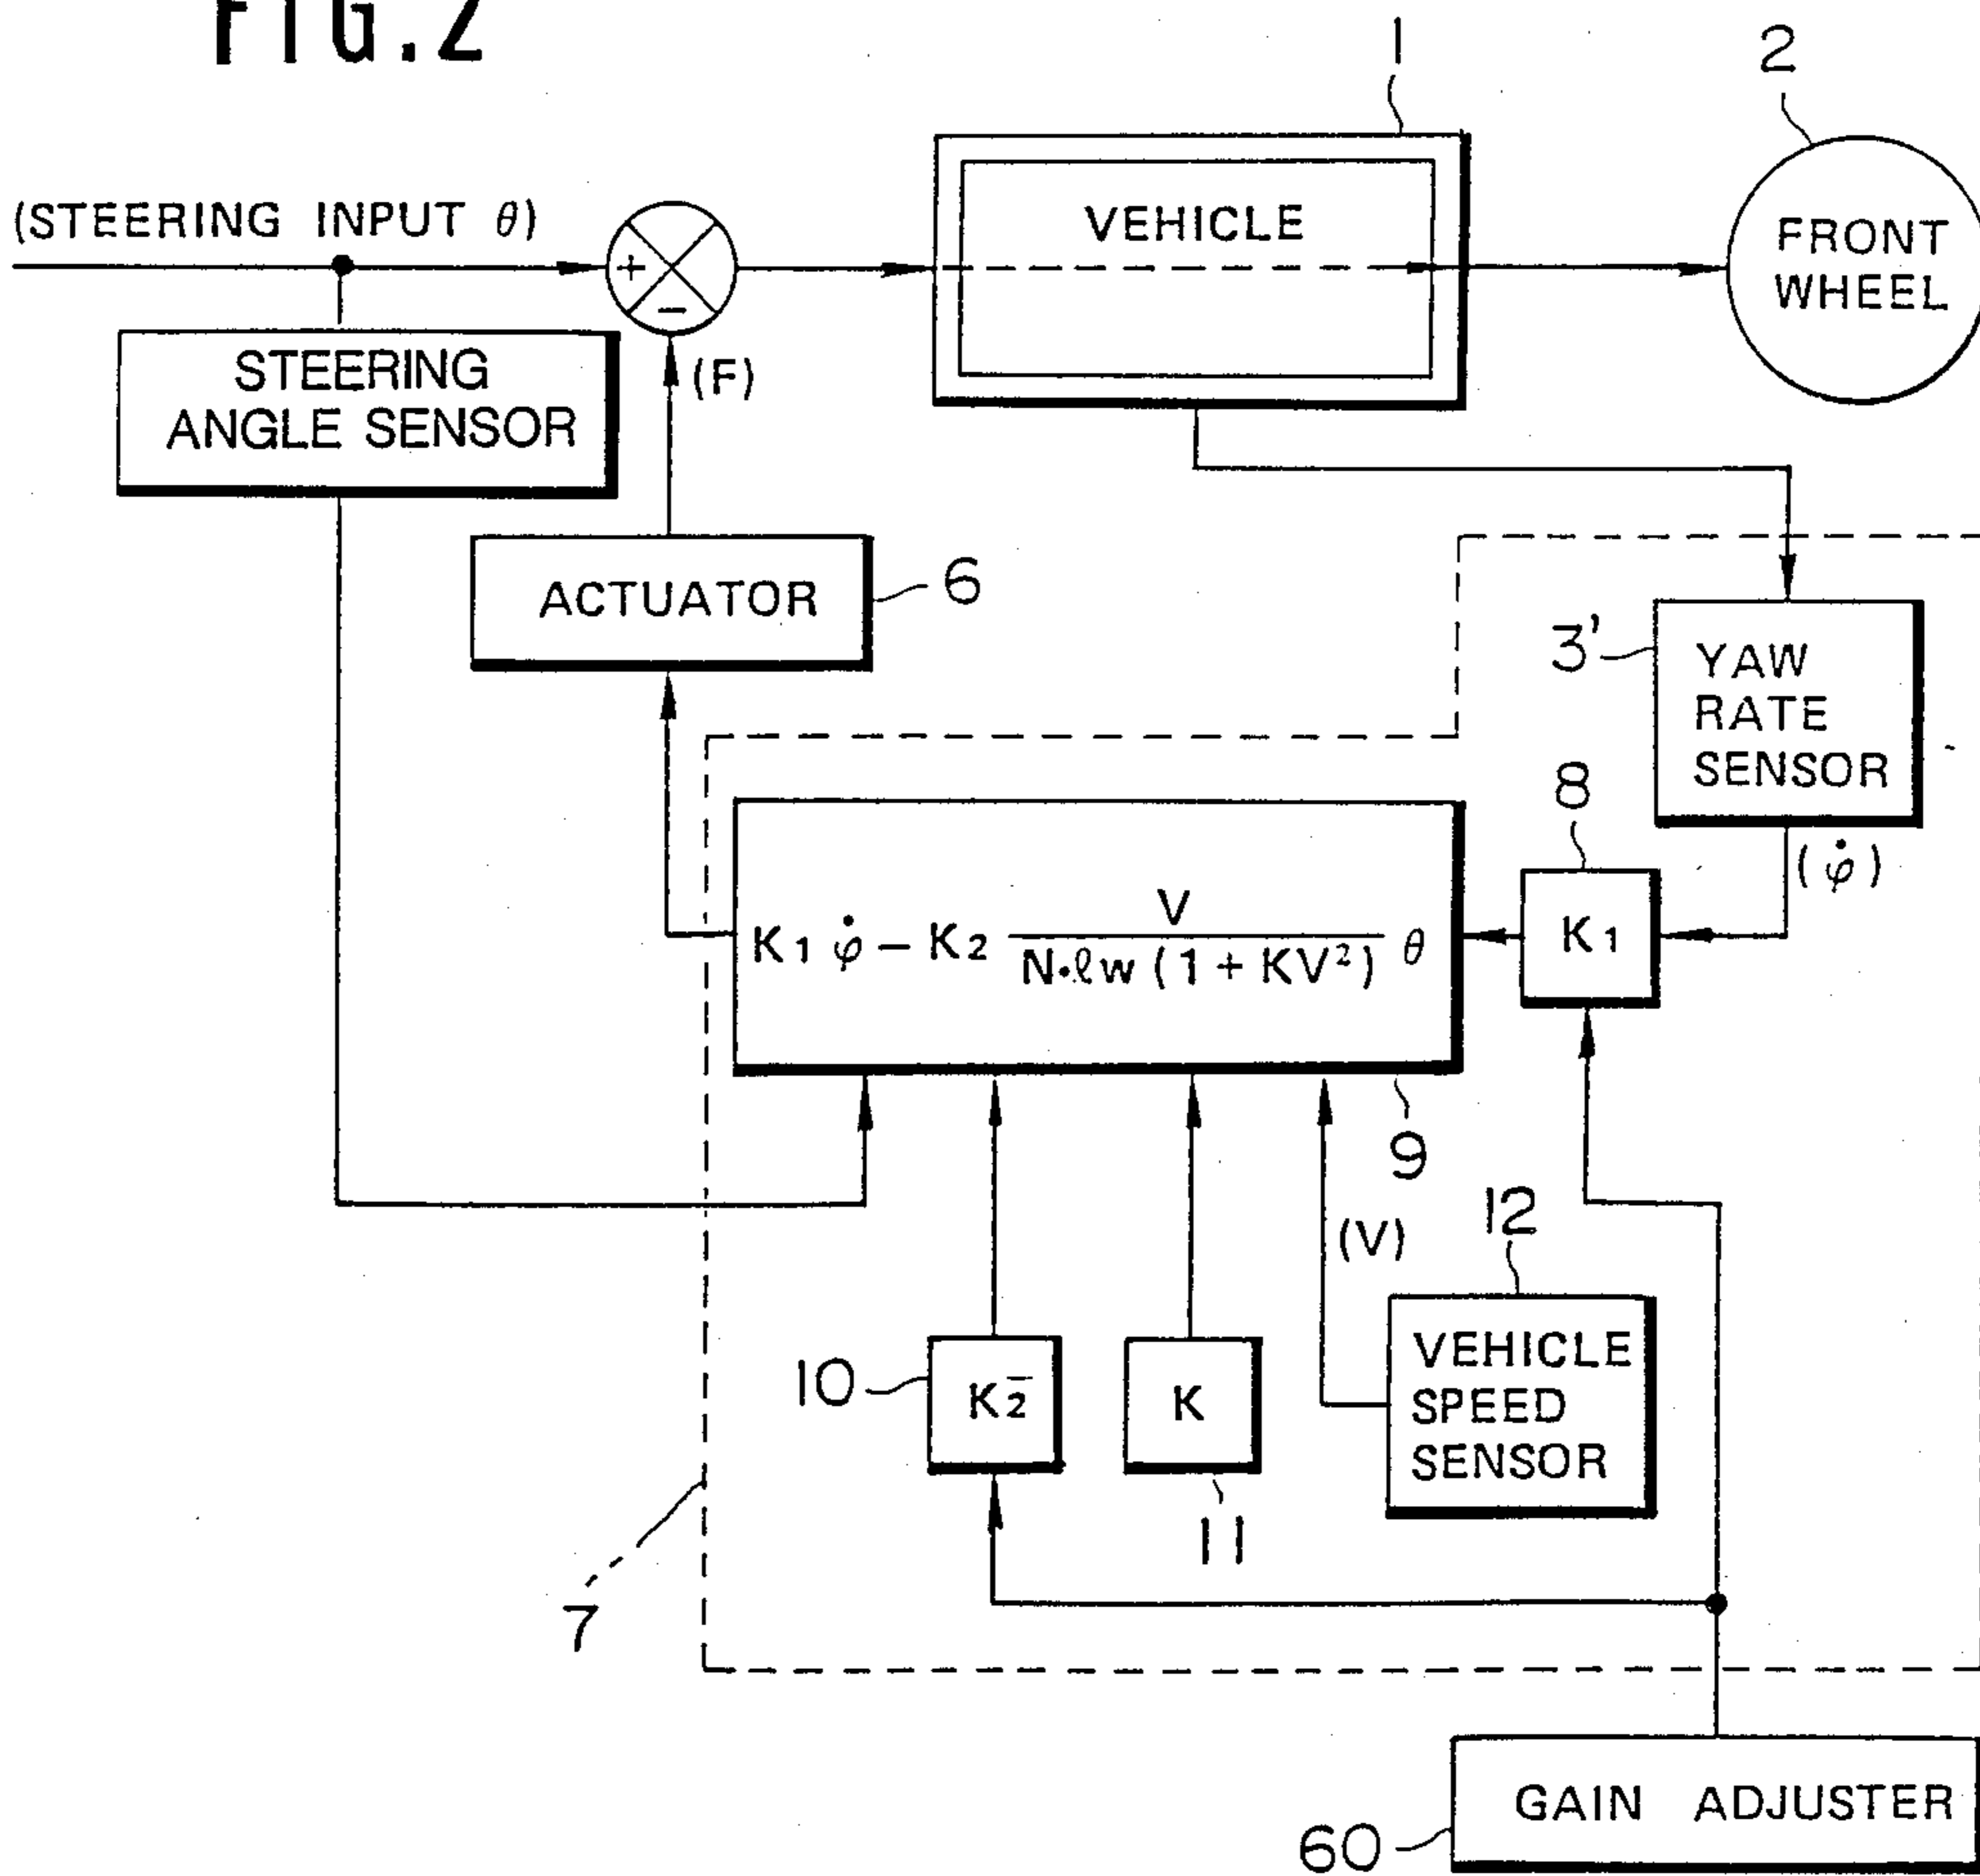 FIG.2
1
2
(STEERING INPUT θ)
+
−
VEHICLE
FRONT
WHEEL
STEERING
ANGLE SENSOR
(F)
ACTUATOR
6
3'
YAW
RATE
SENSOR
8
(φ̇)
K1 φ̇ − K2 V / N·ℓw (1 + KV²) θ
K1
9
12
(V)
10
K2
K
VEHICLE
SPEED
SENSOR
11
7
GAIN ADJUSTER
60